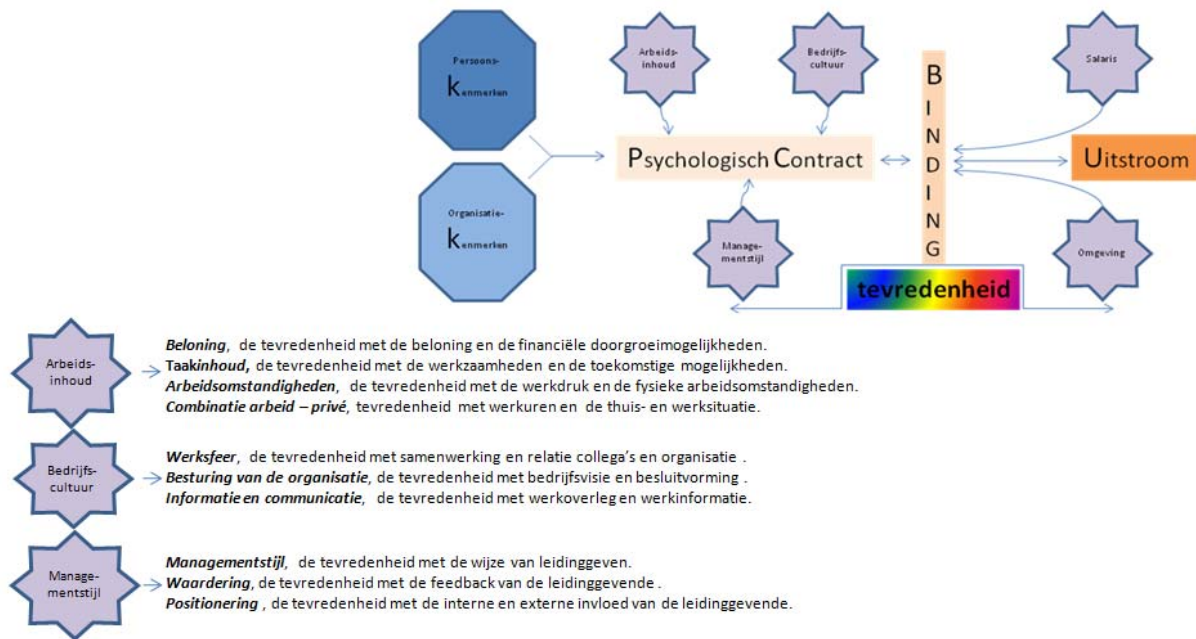 Persoons-
kenmerken
Organisatie-
kenmerken
Arbeids-
inhoud
Bedrijfs-
cultuur
Psychologisch Contract
Manage-
mentstijl
BINDING
tevredenheid
Salaris
Uitstroom
Omgeving
Arbeids-
inhoud
Beloning, de tevredenheid met de beloning en de financiële doorgroeimogelijkheden.
Taakinhoud, de tevredenheid met de werkzaamheden en de toekomstige mogelijkheden.
Arbeidsomstandigheden, de tevredenheid met de werkdruk en de fysieke arbeidsomstandigheden.
Combinatie arbeid – privé, tevredenheid met werkuren en de thuis- en werksituatie.
Bedrijfs-
cultuur
Werksfeer, de tevredenheid met samenwerking en relatie collega's en organisatie .
Besturing van de organisatie, de tevredenheid met bedrijfsvisie en besluitvorming .
Informatie en communicatie, de tevredenheid met werkoverleg en werkinformatie.
Manage-
mentstijl
Managementstijl, de tevredenheid met de wijze van leidinggeven.
Waardering, de tevredenheid met de feedback van de leidinggevende .
Positionering , de tevredenheid met de interne en externe invloed van de leidinggevende.